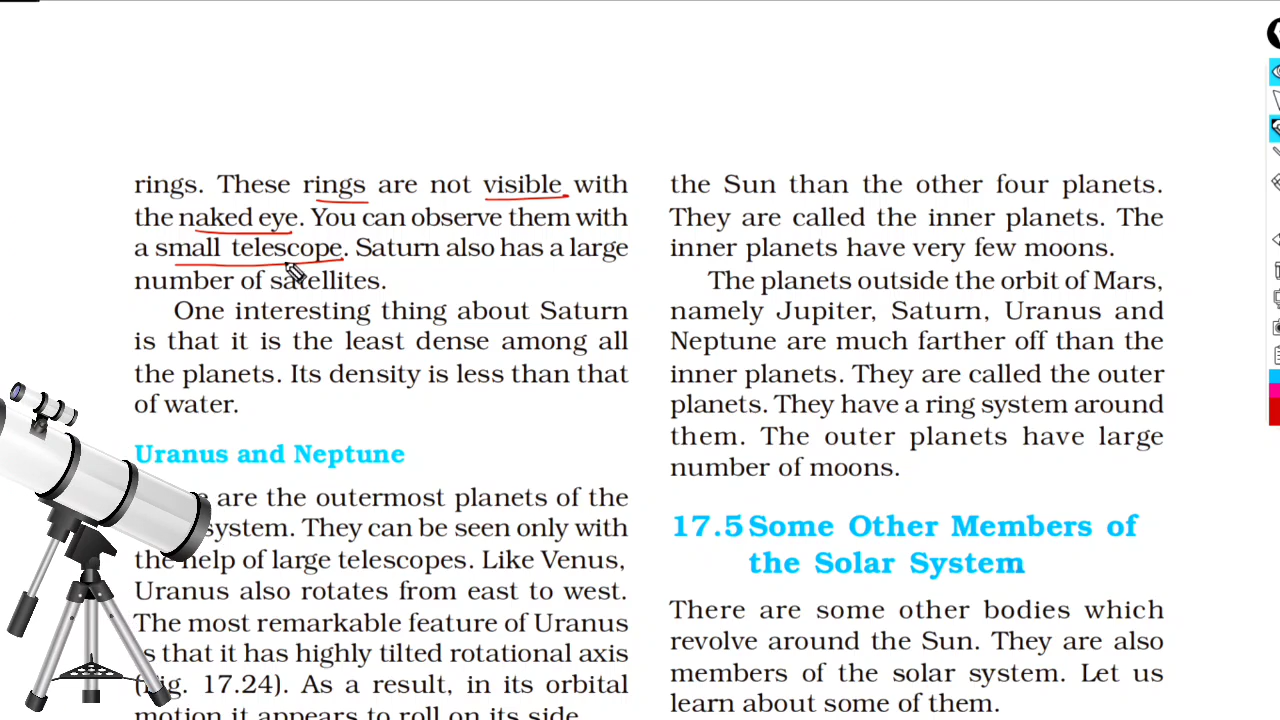 rings. These rings are not visible with
the naked eye. You can observe them with
a small telescope. Saturn also has a large
number of satellites.
One interesting thing about Saturn
is that it is the least dense among all
the planets. Its density is less than that
of water.
Uranus and Neptune
are the outermost planets of the
system. They can be seen only with
the help of large telescopes. Like Venus,
Uranus also rotates from east to west.
The most remarkable feature of Uranus
is that it has highly tilted rotational axis
(Fig. 17.24). As a result, in its orbital
motion it appears to roll on its side.
the Sun than the other four planets.
They are called the inner planets. The
inner planets have very few moons.
The planets outside the orbit of Mars,
namely Jupiter, Saturn, Uranus and
Neptune are much farther off than the
inner planets. They are called the outer
planets. They have a ring system around
them. The outer planets have large
number of moons.
17.5 Some Other Members of
the Solar System
There are some other bodies which
revolve around the Sun. They are also
members of the solar system. Let us
learn about some of them.